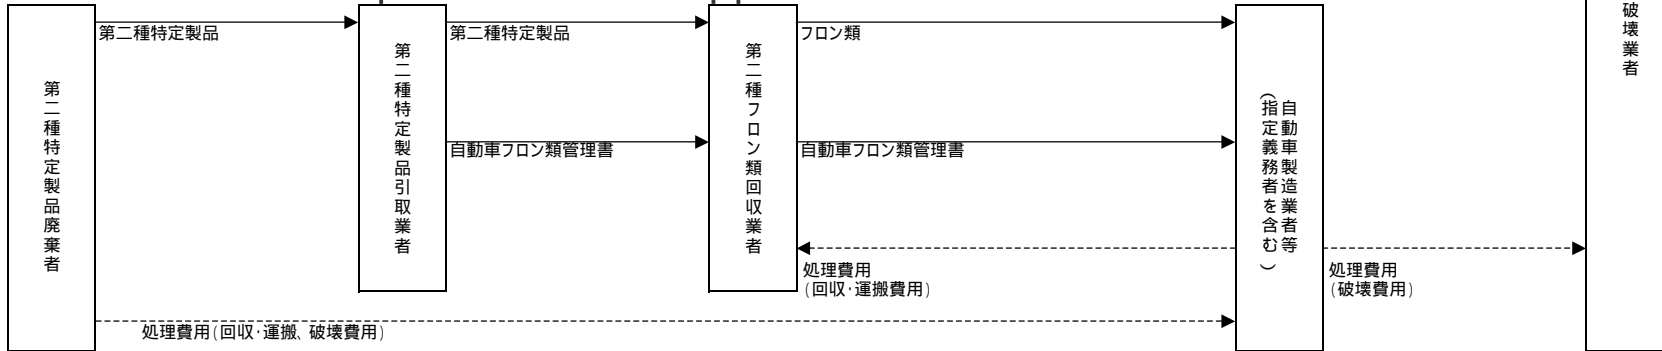 第二種特定製品
第二種特定製品
フロン類
破壊業者
第二種特定製品廃棄者
第二種特定製品引取業者
第二種フロン類回収業者
自動車製造業者等
（指定義務者を含む）
自動車フロン類管理書
自動車フロン類管理書
処理費用
(回収・運搬費用)
処理費用
(破壊費用)
処理費用(回収・運搬、破壊費用)